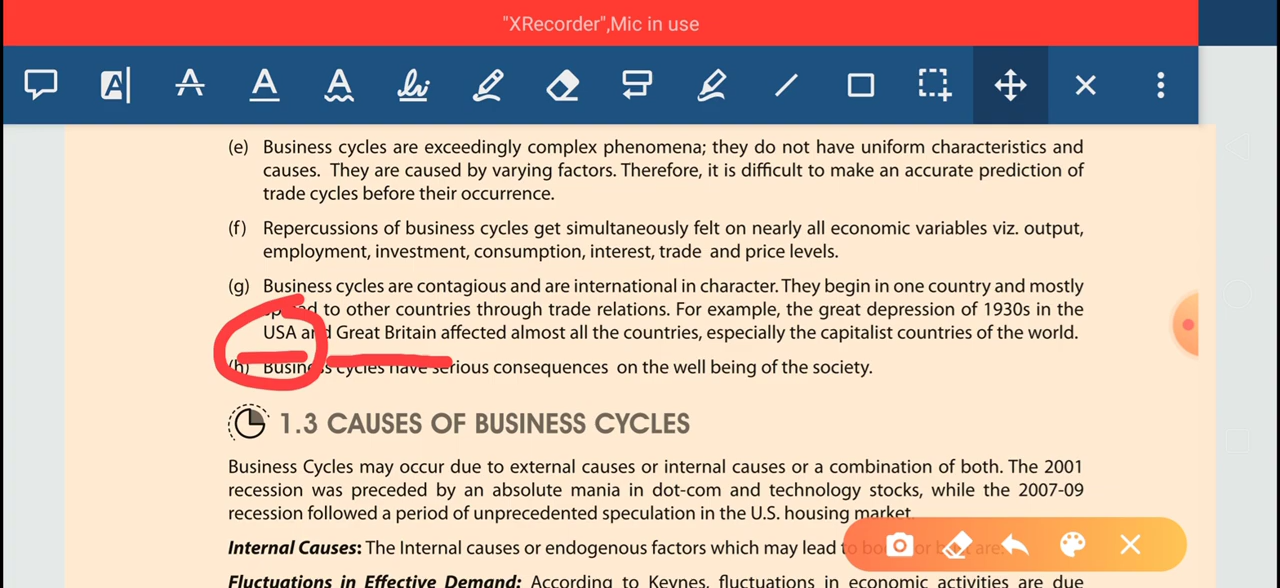 "XRecorder",Mic in use
(e) Business cycles are exceedingly complex phenomena; they do not have uniform characteristics and
causes. They are caused by varying factors. Therefore, it is difficult to make an accurate prediction of
trade cycles before their occurrence.
(f) Repercussions of business cycles get simultaneously felt on nearly all economic variables viz. output,
employment, investment, consumption, interest, trade and price levels.
(g) Business cycles are contagious and are international in character. They begin in one country and mostly
spread to other countries through trade relations. For example, the great depression of 1930s in the
USA and Great Britain affected almost all the countries, especially the capitalist countries of the world.
(h) Business cycles have serious consequences on the well being of the society.
1.3 CAUSES OF BUSINESS CYCLES
Business Cycles may occur due to external causes or internal causes or a combination of both. The 2001
recession was preceded by an absolute mania in dot-com and technology stocks, while the 2007-09
recession followed a period of unprecedented speculation in the U.S. housing market.
Internal Causes: The Internal causes or endogenous factors which may lead to boom or bust are:
Fluctuations in Effective Demand: According to Keynes, fluctuations in economic activities are due